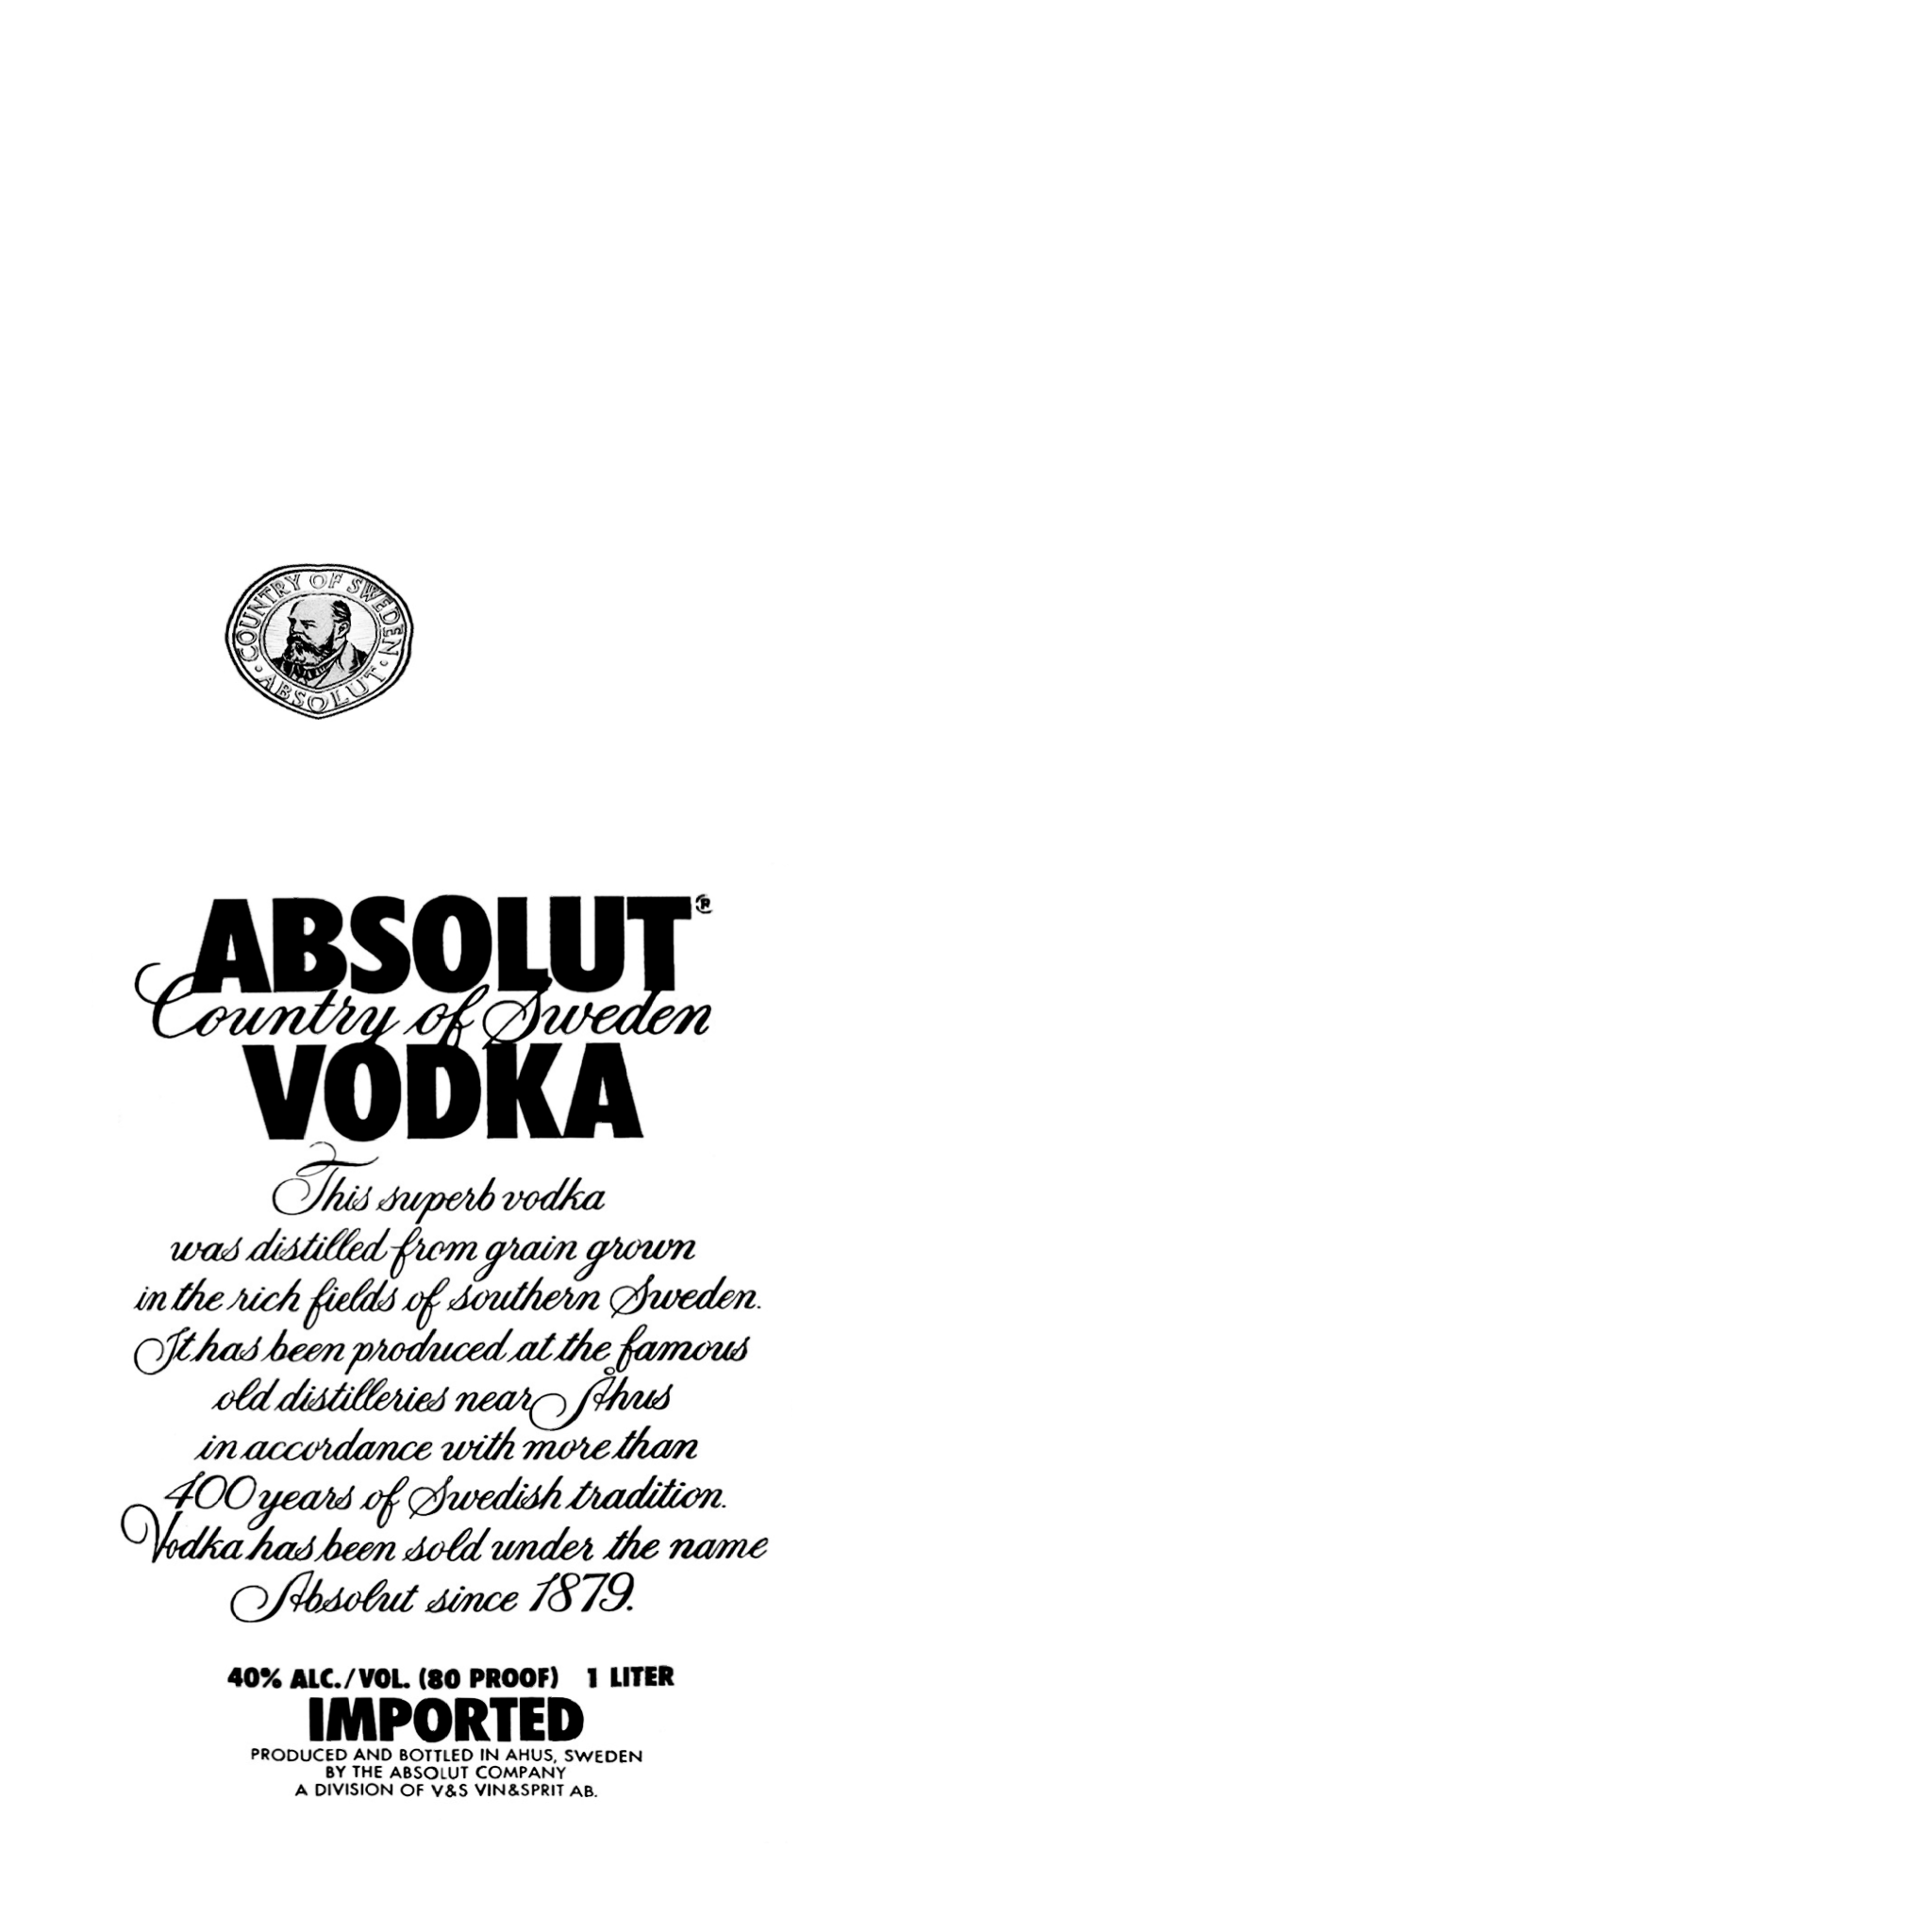 COUNTRY OF SWEDEN
ABSOLUT
ABSOLUT®
Country of Sweden
VODKA
This superb vodka
was distilled from grain grown
in the rich fields of southern Sweden.
It has been produced at the famous
old distilleries near Åhus
in accordance with more than
400 years of Swedish tradition.
Vodka has been sold under the name
Absolut since 1879.
40% ALC./VOL. (80 PROOF) 1 LITER
IMPORTED
PRODUCED AND BOTTLED IN AHUS, SWEDEN
BY THE ABSOLUT COMPANY
A DIVISION OF V&S VIN&SPRIT AB.